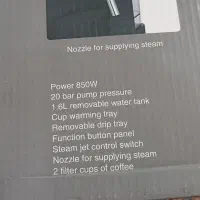 Nozzle for supplying steam
Power 850W
20 bar pump pressure
1.6L removable water tank
Cup warming tray
Removable drip tray
Function button panel
Steam jet control switch
Nozzle for supplying steam
2 filter cups of coffee